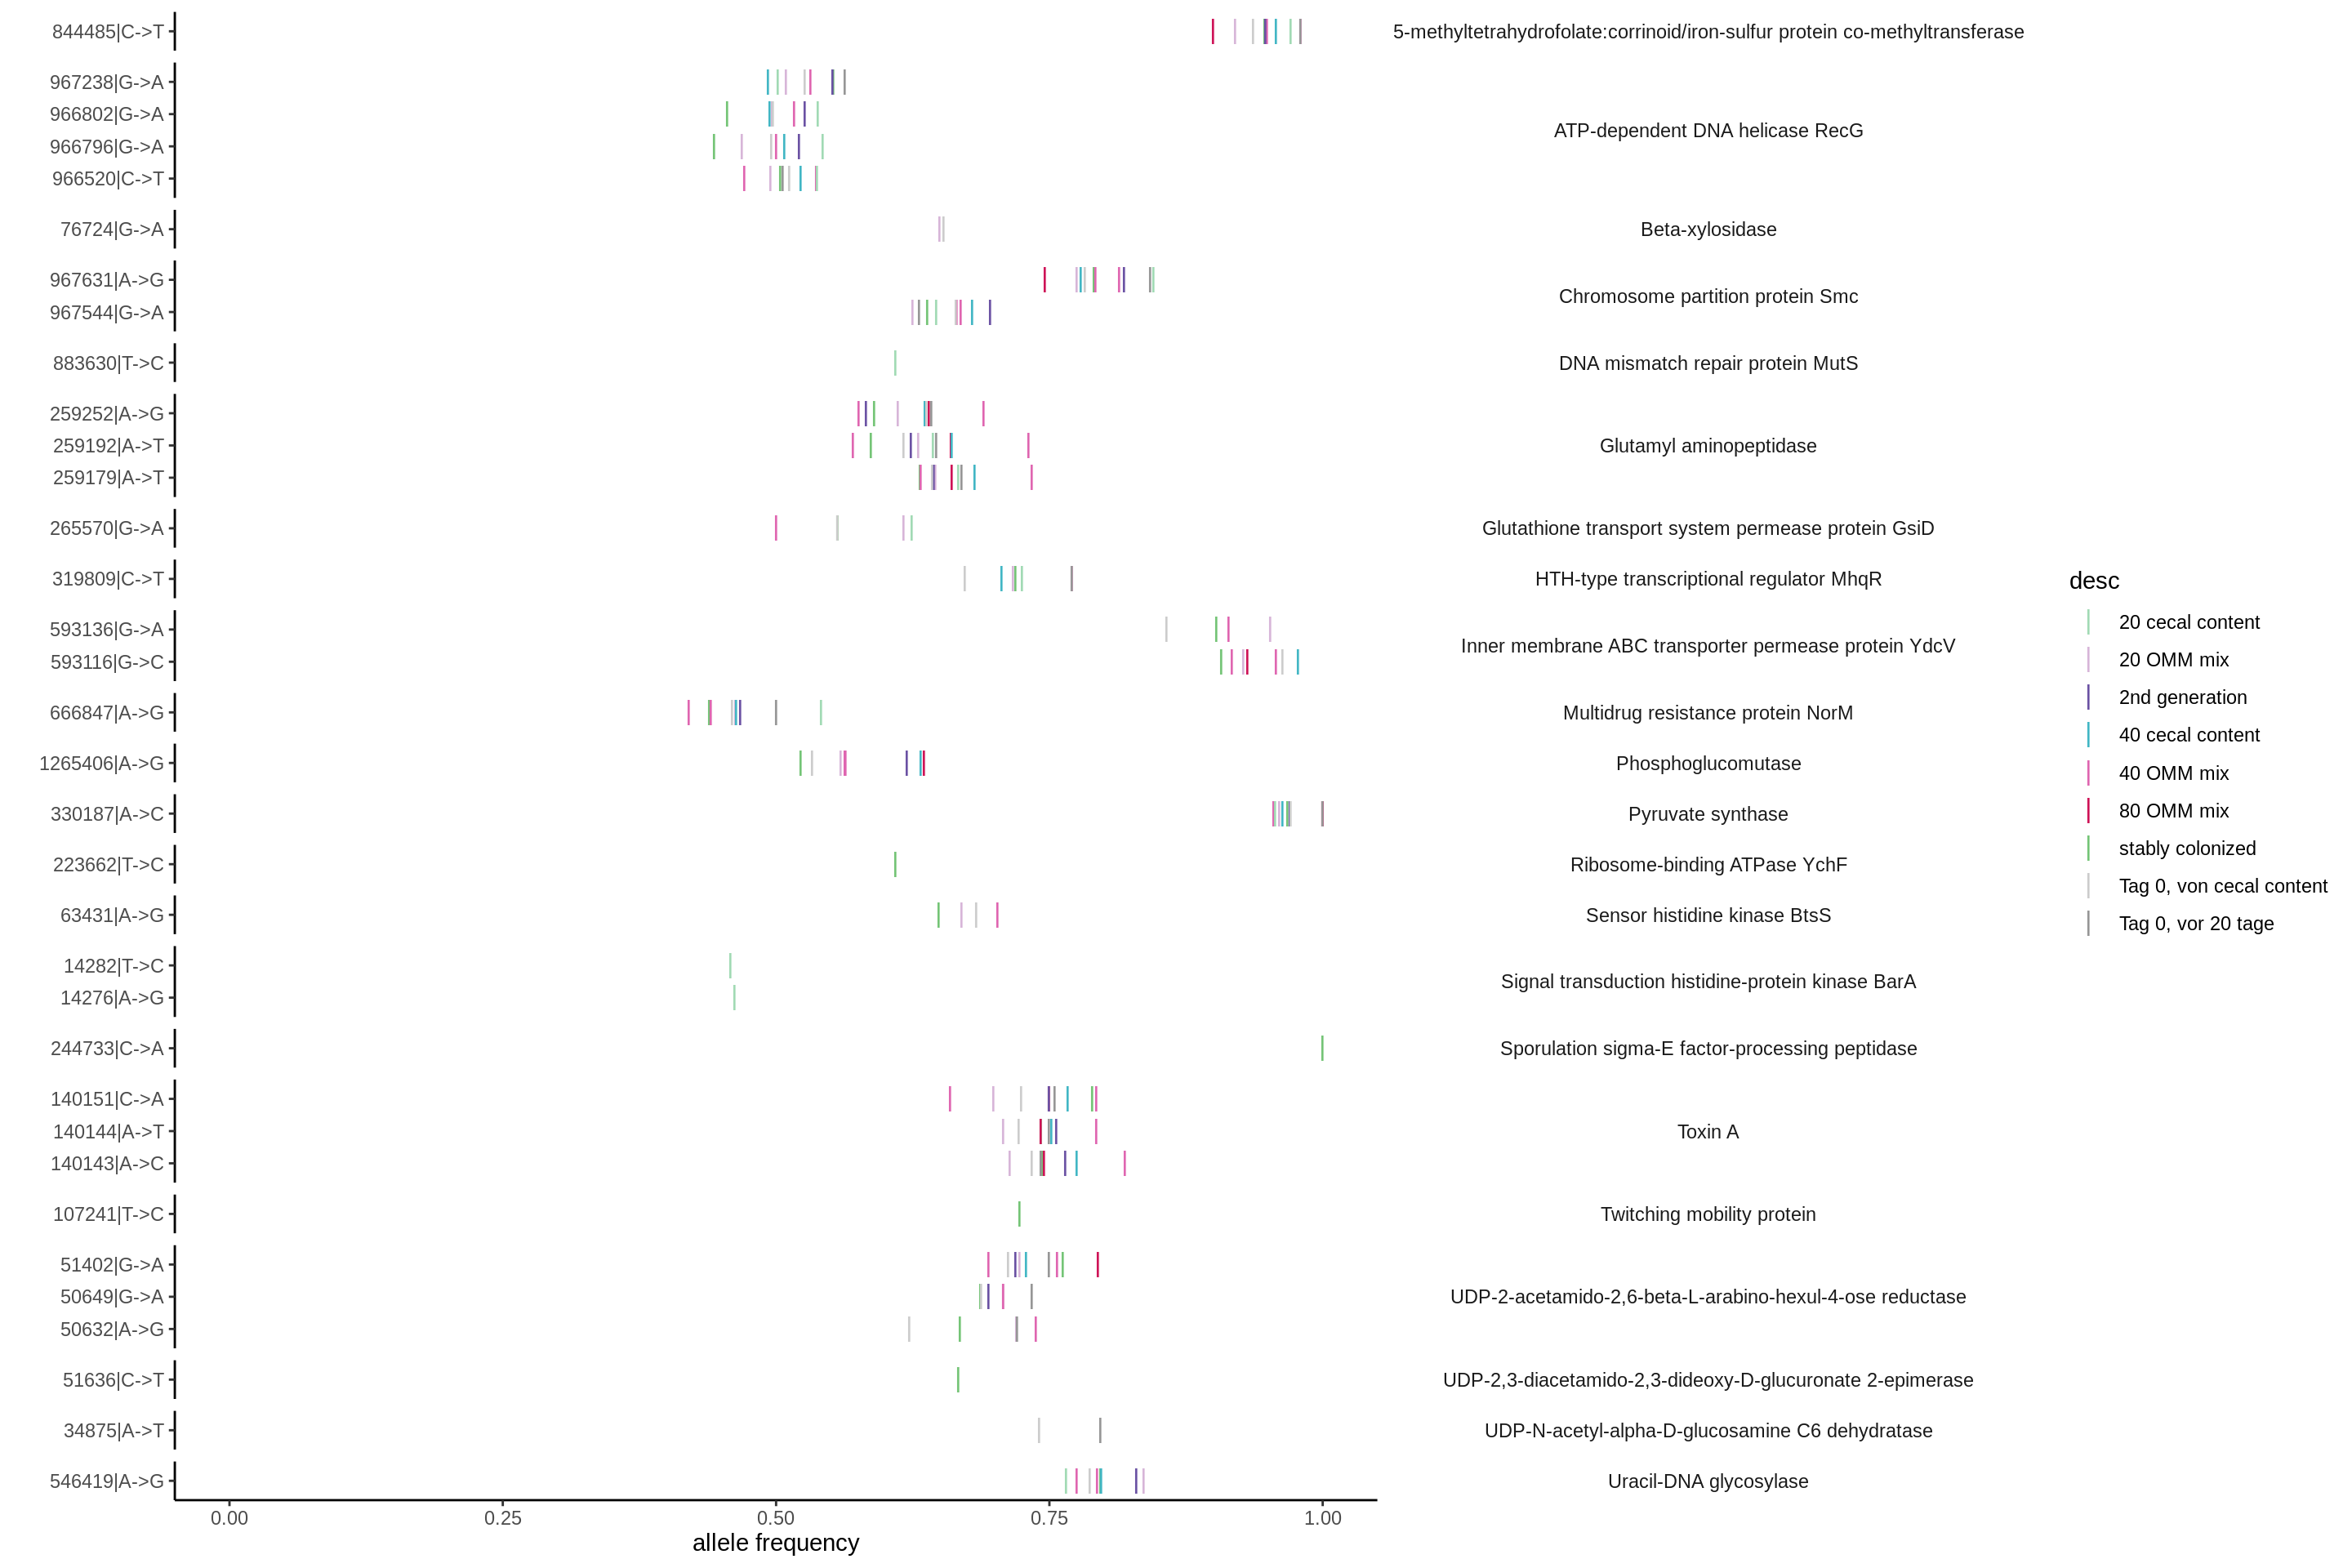 844485|C->T
5-methyltetrahydrofolate:corrinoid/iron-sulfur protein co-methyltransferase
967238|G->A
966802|G->A
ATP-dependent DNA helicase RecG
966796|G->A
966520|C->T
76724|G->A
Beta-xylosidase
967631|A->G
Chromosome partition protein Smc
967544|G->A
883630|T->C
DNA mismatch repair protein MutS
259252|A->G
259192|A->T
Glutamyl aminopeptidase
259179|A->T
265570|G->A
Glutathione transport system permease protein GsiD
319809|C->T
HTH-type transcriptional regulator MhqR
593136|G->A
Inner membrane ABC transporter permease protein YdcV
593116|G->C
666847|A->G
Multidrug resistance protein NorM
1265406|A->G
Phosphoglucomutase
330187|A->C
Pyruvate synthase
223662|T->C
Ribosome-binding ATPase YchF
63431|A->G
Sensor histidine kinase BtsS
14282|T->C
Signal transduction histidine-protein kinase BarA
14276|A->G
244733|C->A
Sporulation sigma-E factor-processing peptidase
140151|C->A
140144|A->T
Toxin A
140143|A->C
107241|T->C
Twitching mobility protein
51402|G->A
50649|G->A
UDP-2-acetamido-2,6-beta-L-arabino-hexul-4-ose reductase
50632|A->G
51636|C->T
UDP-2,3-diacetamido-2,3-dideoxy-D-glucuronate 2-epimerase
34875|A->T
UDP-N-acetyl-alpha-D-glucosamine C6 dehydratase
546419|A->G
Uracil-DNA glycosylase
0.00 0.25 0.50 0.75 1.00
allele frequency
desc
20 cecal content
20 OMM mix
2nd generation
40 cecal content
40 OMM mix
80 OMM mix
stably colonized
Tag 0, von cecal content
Tag 0, vor 20 tage